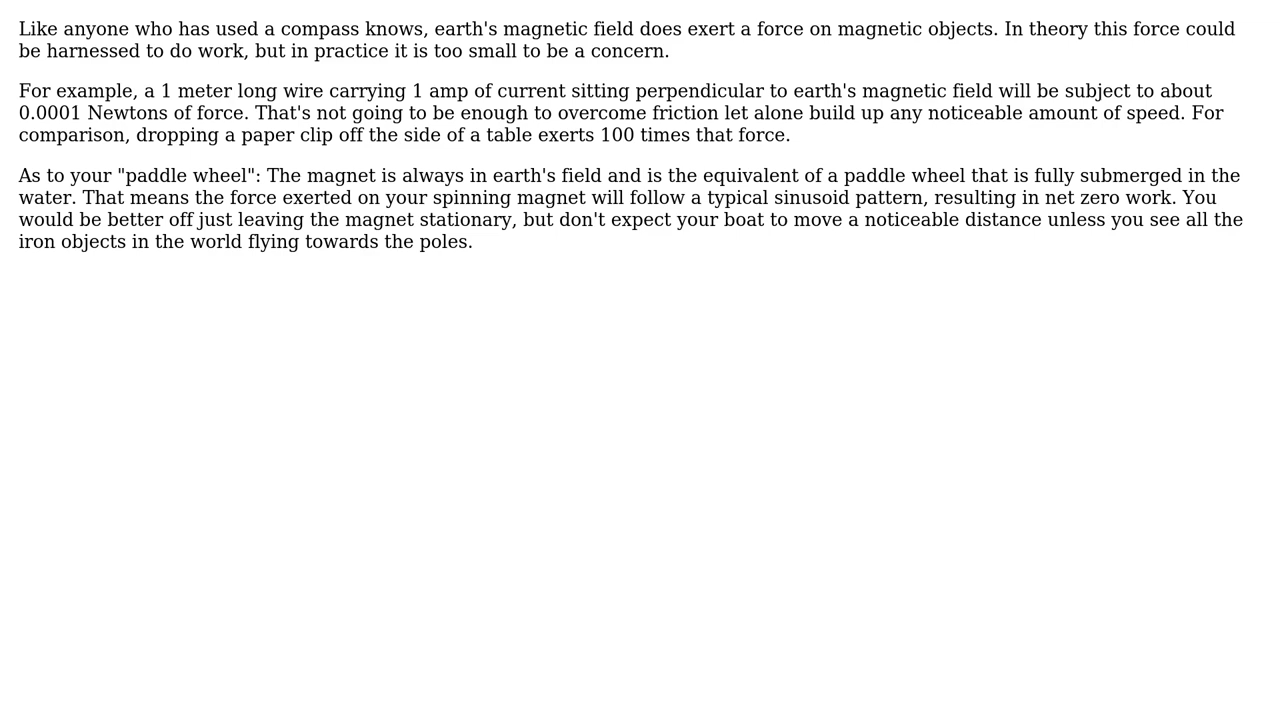 Like anyone who has used a compass knows, earth's magnetic field does exert a force on magnetic objects. In theory this force could
be harnessed to do work, but in practice it is too small to be a concern.
For example, a 1 meter long wire carrying 1 amp of current sitting perpendicular to earth's magnetic field will be subject to about
0.0001 Newtons of force. That's not going to be enough to overcome friction let alone build up any noticeable amount of speed. For
comparison, dropping a paper clip off the side of a table exerts 100 times that force.
As to your "paddle wheel": The magnet is always in earth's field and is the equivalent of a paddle wheel that is fully submerged in the
water. That means the force exerted on your spinning magnet will follow a typical sinusoid pattern, resulting in net zero work. You
would be better off just leaving the magnet stationary, but don't expect your boat to move a noticeable distance unless you see all the
iron objects in the world flying towards the poles.